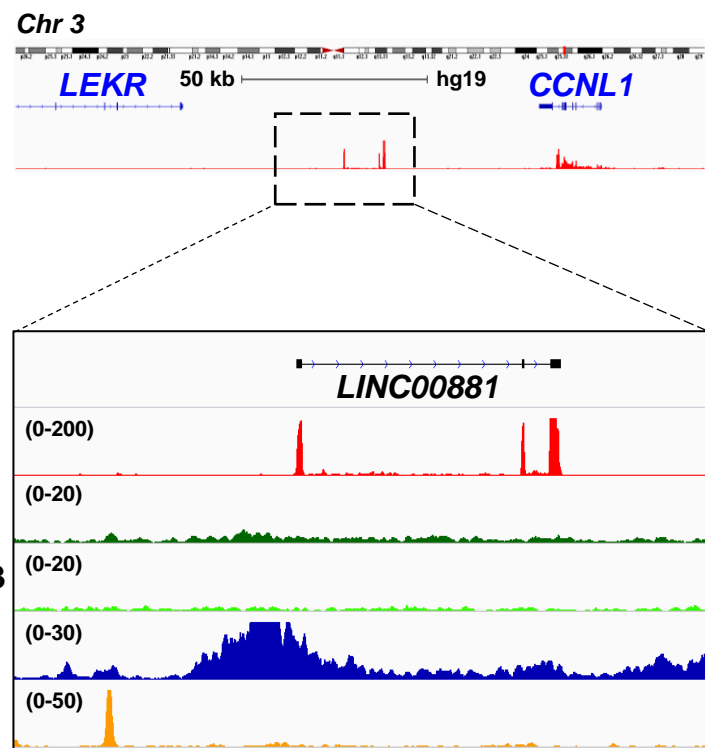 Chr 3
LEKR
50 kb
hg19
CCNL1
LINC00881
(0-200)
(0-20)
(0-20)
(0-30)
(0-50)